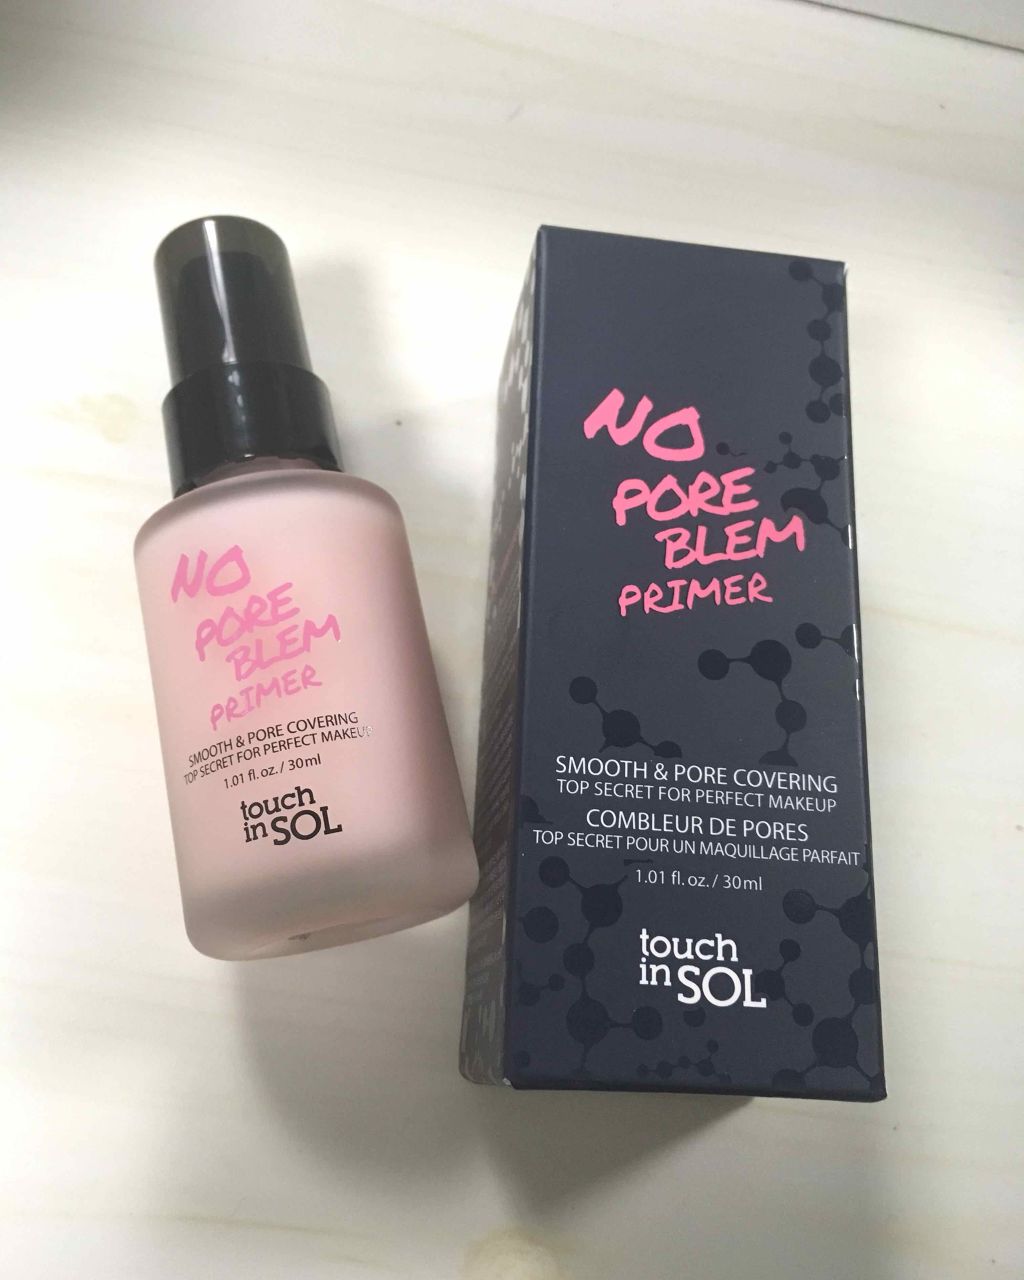 NO
PORE
BLEM
PRIMER
SMOOTH & PORE COVERING
TOP SECRET FOR PERFECT MAKEUP
1.01 fl. oz. / 30ml
touch
in SOL
NO
PORE
BLEM
PRIMER
SMOOTH & PORE COVERING
TOP SECRET FOR PERFECT MAKEUP
COMBLEUR DE PORES
TOP SECRET POUR UN MAQUILLAGE PARFAIT
1.01 fl. oz. / 30ml
touch
in SOL